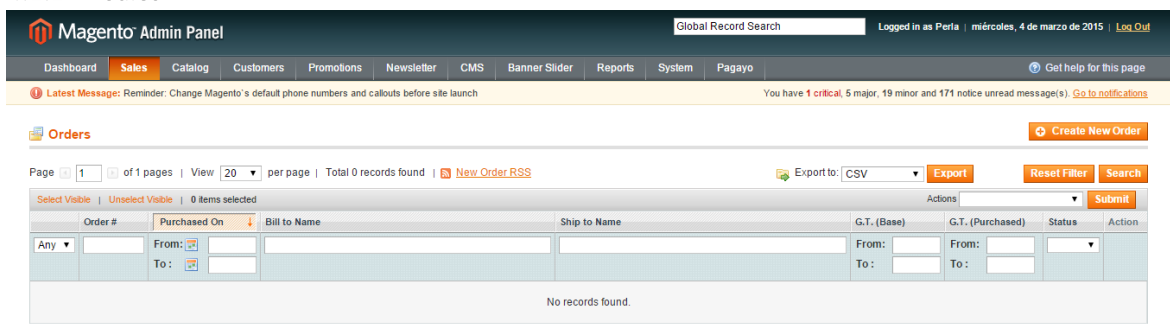 Magento Admin Panel
Global Record Search
Logged in as Perla | miércoles, 4 de marzo de 2015 | Log Out
Dashboard Sales Catalog Customers Promotions Newsletter CMS Banner Slider Reports System Pagayo Get help for this page
Latest Message: Reminder: Change Magento`s default phone numbers and callouts before site launch You have 1 critical, 5 major, 19 minor and 171 notice unread message(s). Go to notifications
Orders Create New Order
Page 1 of 1 pages | View 20 per page | Total 0 records found | New Order RSS Export to: CSV Export Reset Filter Search
Select Visible | Unselect Visible | 0 items selected Actions Submit
Order # Purchased On Bill to Name Ship to Name G.T. (Base) G.T. (Purchased) Status Action
Any From: From: From:
To : To : To :
No records found.